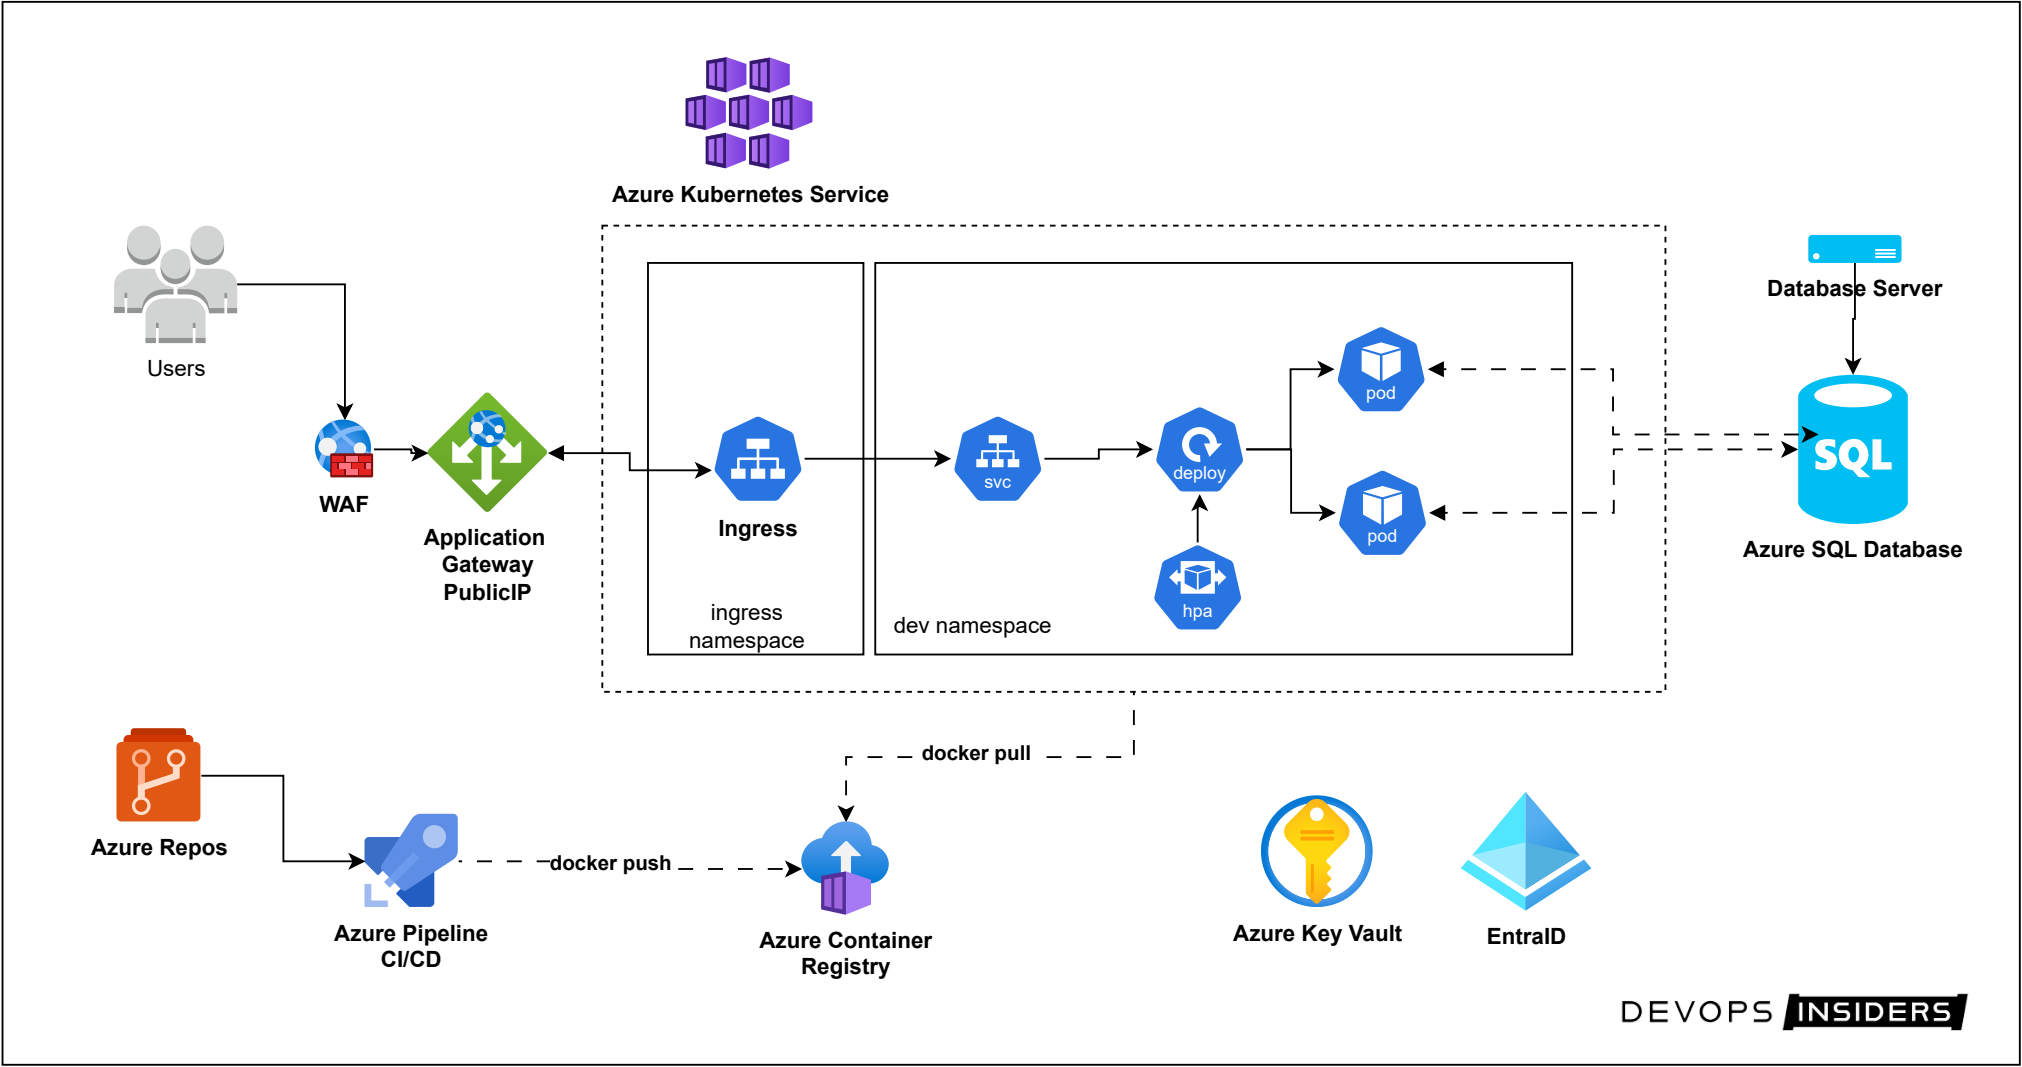 Azure Kubernetes Service
Users
WAF
Application
Gateway
PublicIP
Ingress
ingress
namespace
svc
deploy
hpa
pod
pod
dev namespace
Database Server
SQL
Azure SQL Database
docker pull
Azure Repos
Azure Pipeline
CI/CD
docker push
Azure Container
Registry
Azure Key Vault
EntraID
DEVOPS INSIDERS